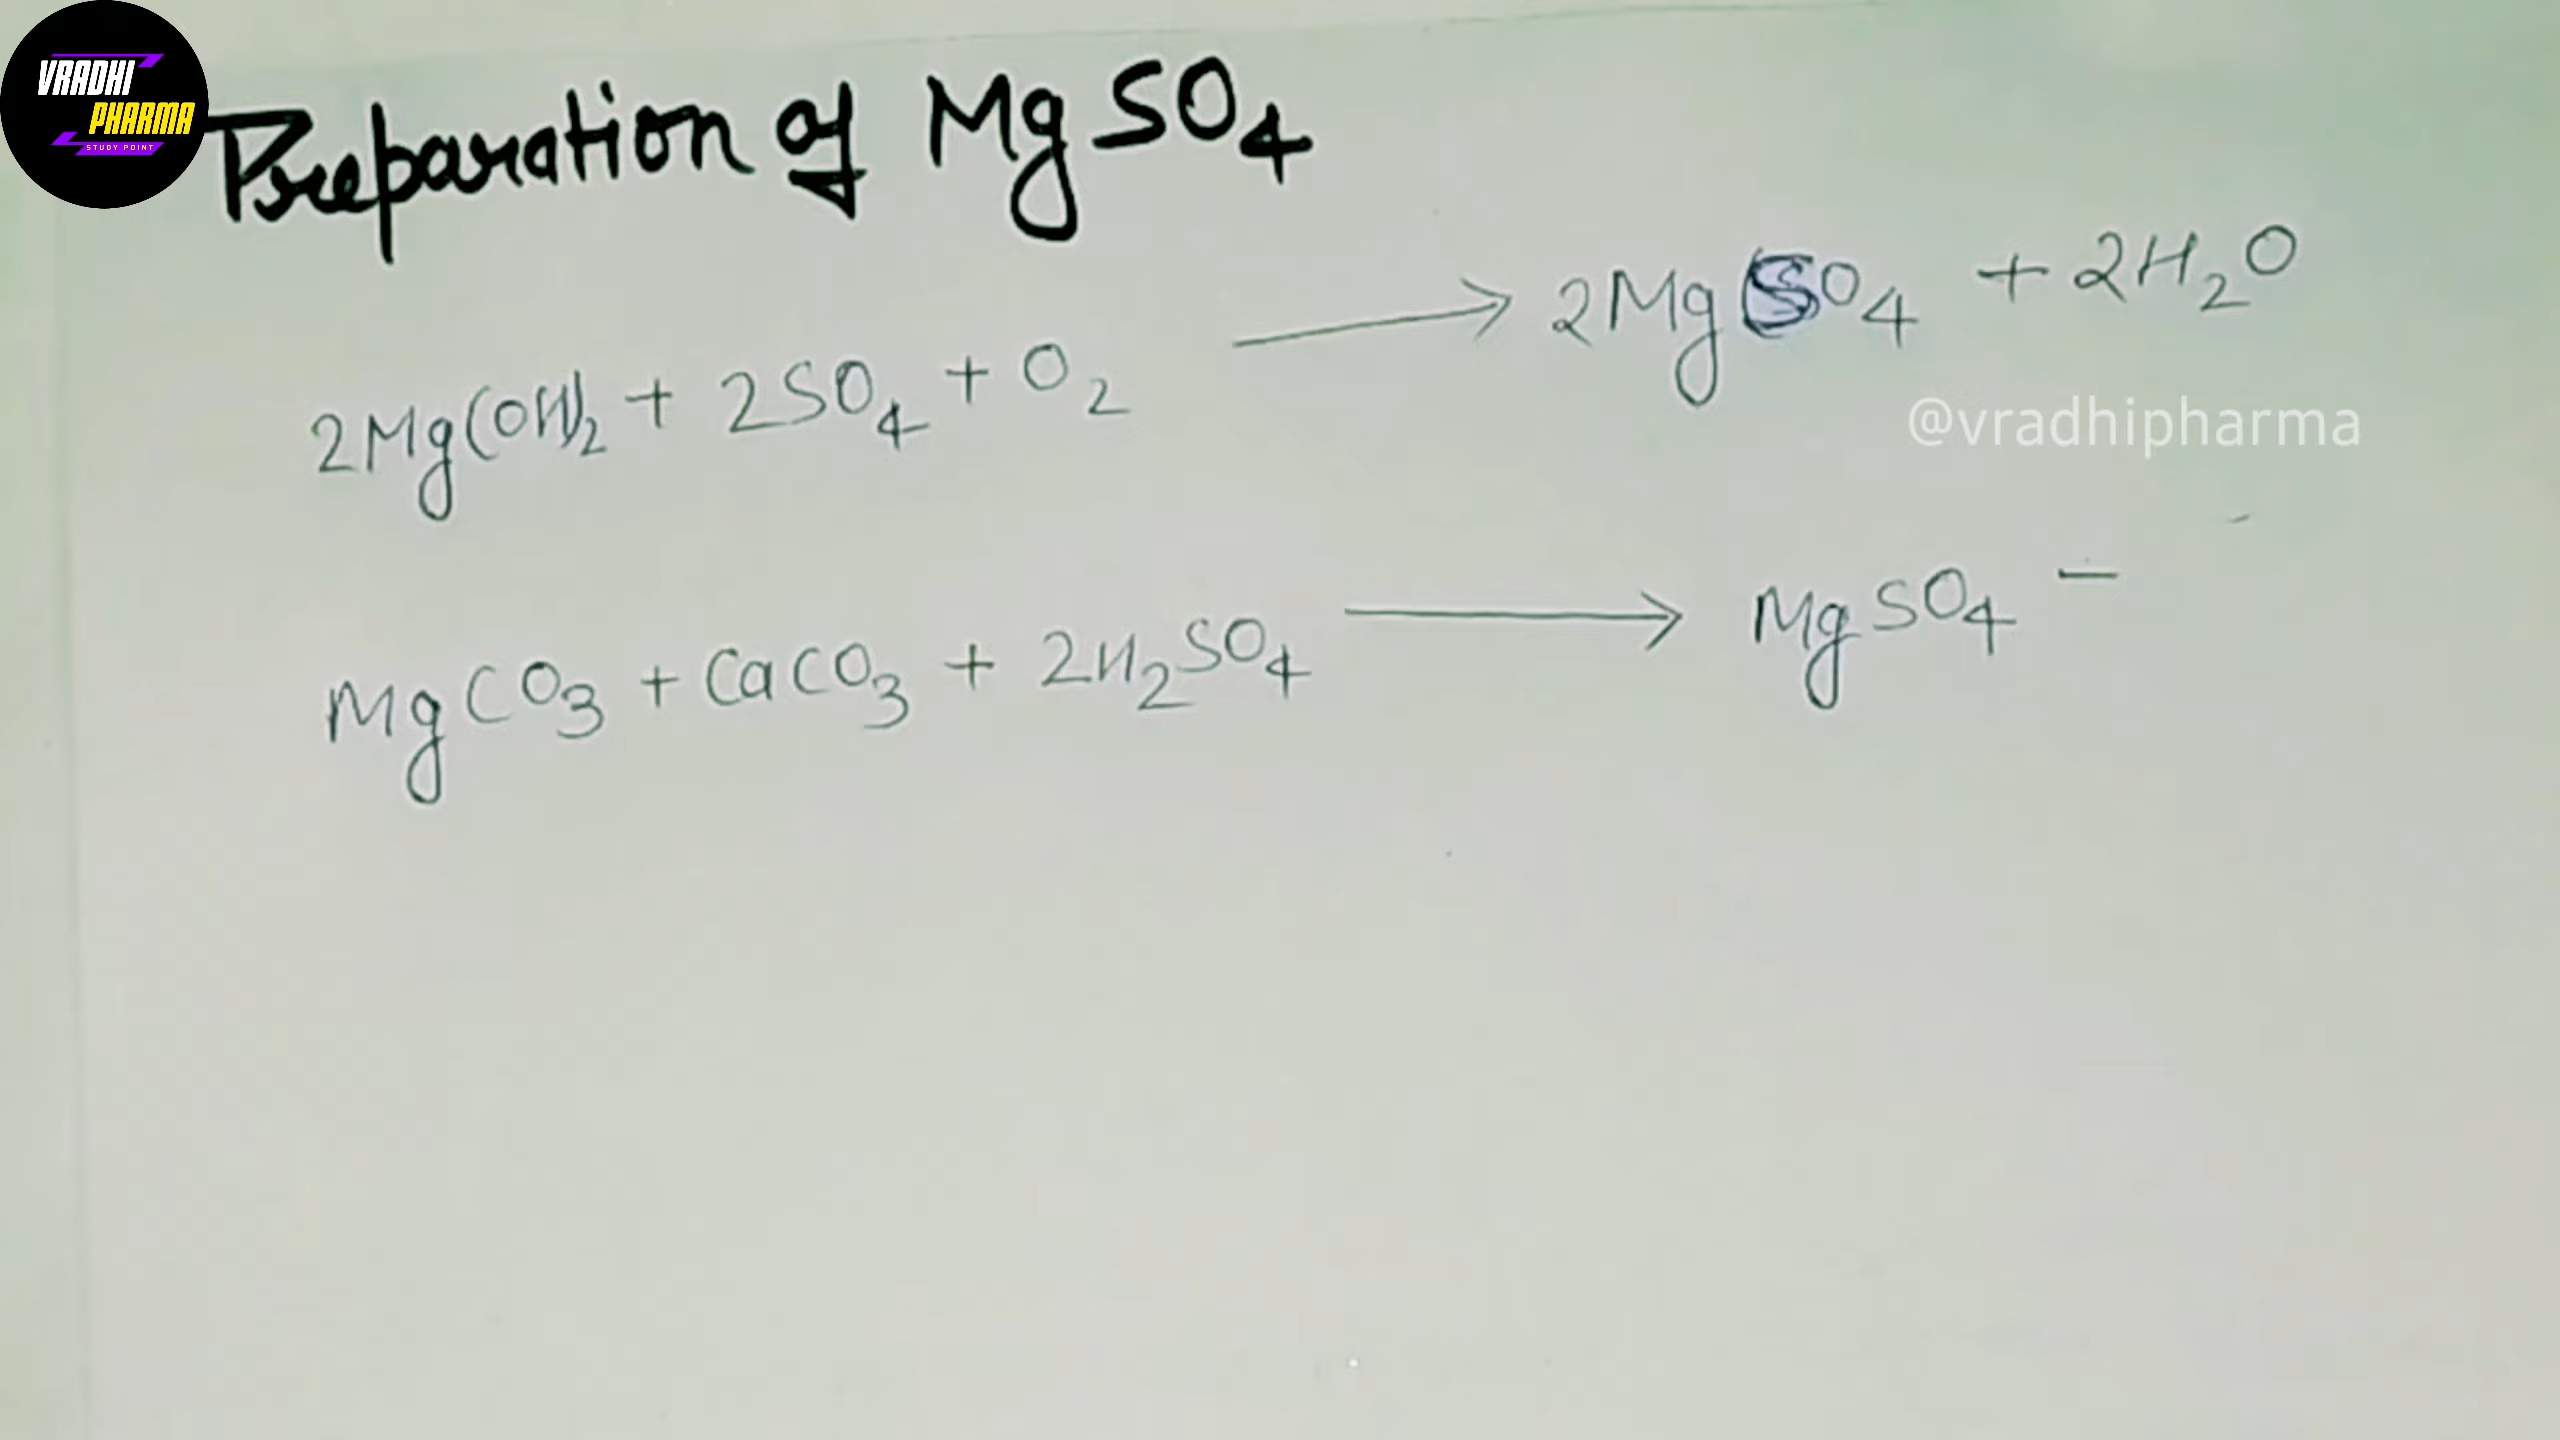 VRADHI
PHARMA
STUDY POINT
Preparation of MgSO4
2Mg(OH)2 + 2SO4 + O2 → 2MgSO4 + 2H2O
@vradhipharma
MgCO3 + CaCO3 + 2H2SO4 → MgSO4 –